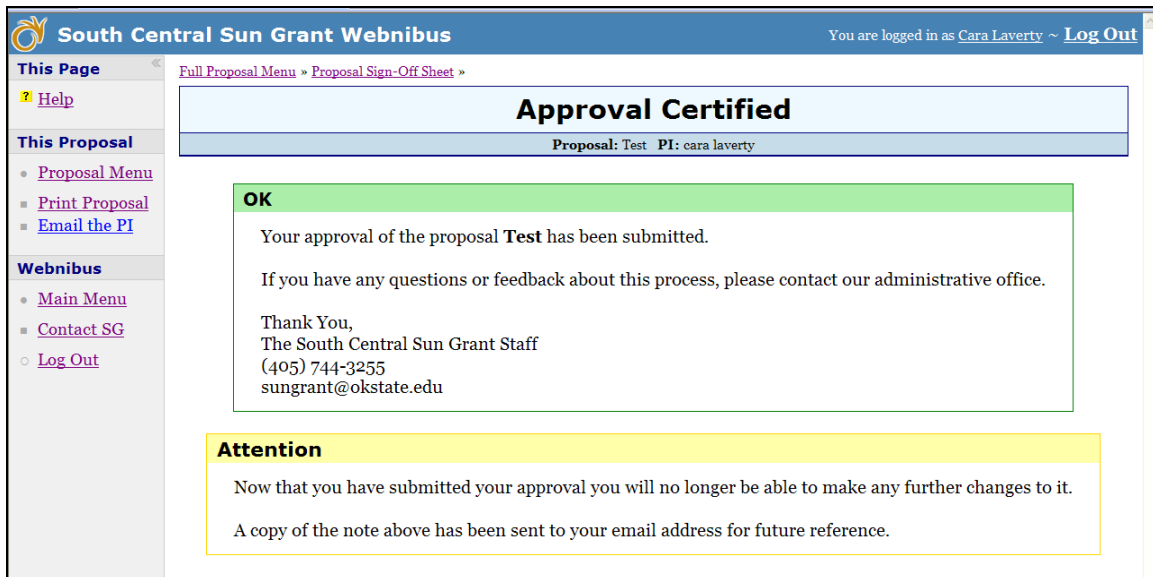 South Central Sun Grant Webnibus
You are logged in as Cara Laverty ~ Log Out
This Page «
? Help
This Proposal
Proposal Menu
Print Proposal
Email the PI
Webnibus
Main Menu
Contact SG
Log Out
Full Proposal Menu » Proposal Sign-Off Sheet »
Approval Certified
Proposal: Test PI: cara laverty
OK
Your approval of the proposal Test has been submitted.
If you have any questions or feedback about this process, please contact our administrative office.
Thank You,
The South Central Sun Grant Staff
(405) 744-3255
sungrant@okstate.edu
Attention
Now that you have submitted your approval you will no longer be able to make any further changes to it.
A copy of the note above has been sent to your email address for future reference.